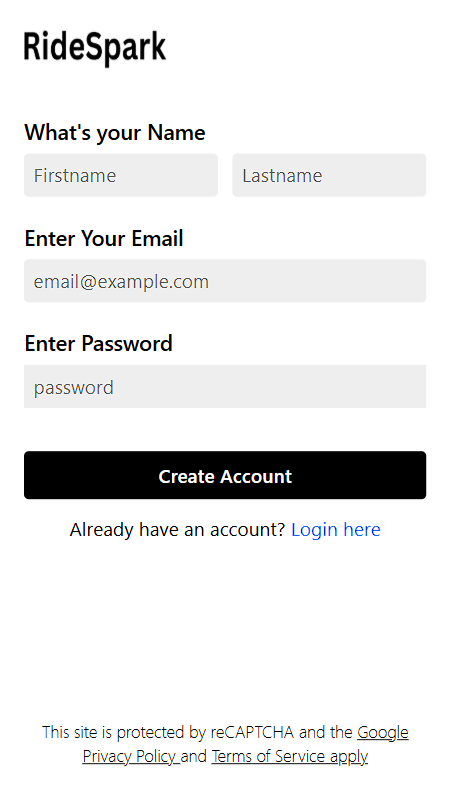 RideSpark
What's your Name
Firstname Lastname
Enter Your Email
email@example.com
Enter Password
password
Create Account
Already have an account? Login here
This site is protected by reCAPTCHA and the Google
Privacy Policy and Terms of Service apply